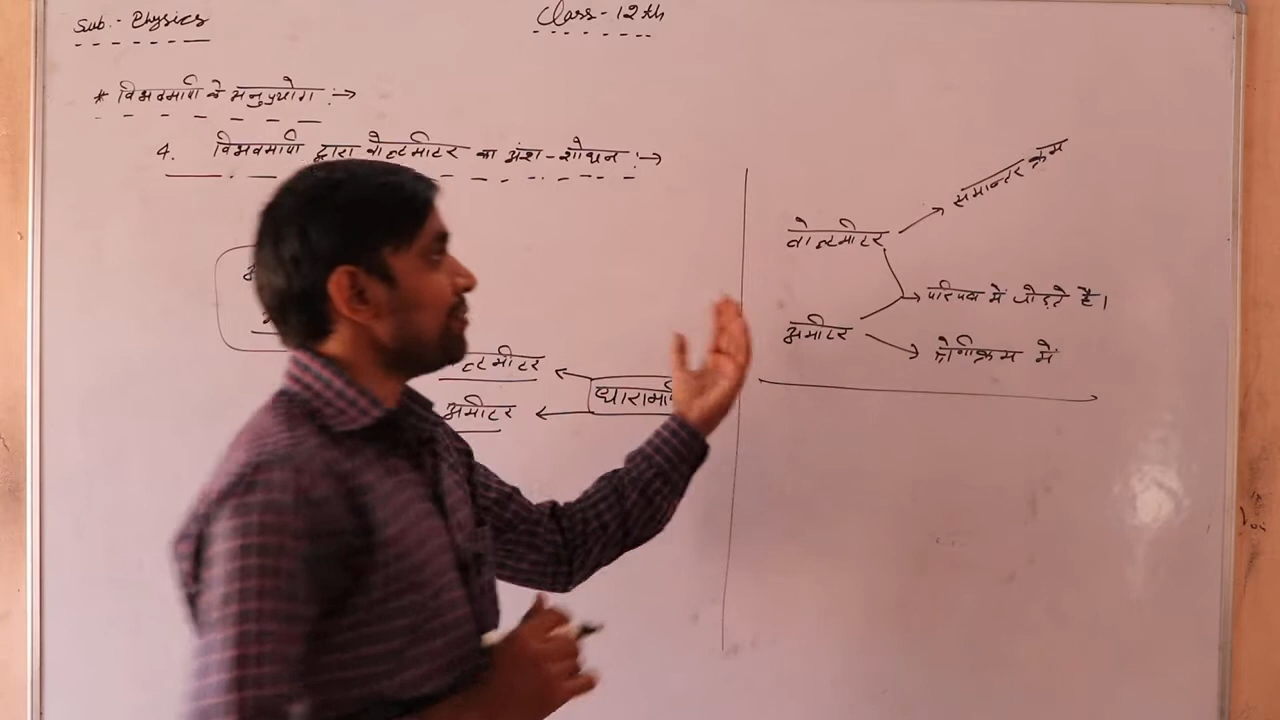 Sub.- Physics
Class-12th
* विभवमापी के अनुप्रयोग :→
4. विभवमापी द्वारा वोल्टमीटर का अंश-शोधन :→
ल्टमीटर
अमीटर
धारामा
वोल्टमीटर
समान्तर क्रम
परिपथ में जोड़ते है।
अमीटर
श्रेणीक्रम में